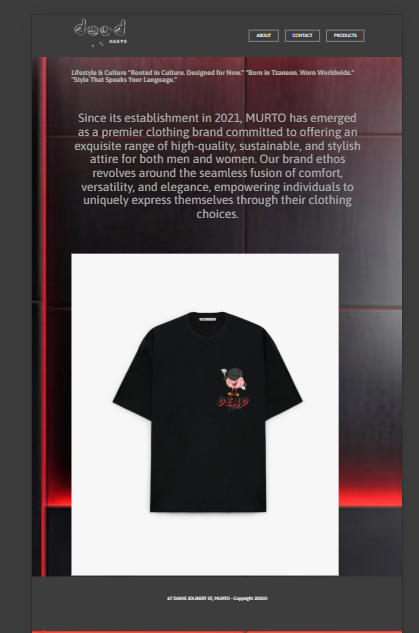 MURTO
ABOUT
CONTACT
PRODUCTS
Lifestyle & Culture "Rooted in Culture. Designed for Now." "Born in Tzaneen. Worn Worldwide."
"Style That Speaks Your Language."
Since its establishment in 2021, MURTO has emerged
as a premier clothing brand committed to offering an
exquisite range of high-quality, sustainable, and stylish
attire for both men and women. Our brand ethos
revolves around the seamless fusion of comfort,
versatility, and elegance, empowering individuals to
uniquely express themselves through their clothing
choices.
DEAD
67 DANIE JOUBERT ST, MURTO - Copyright